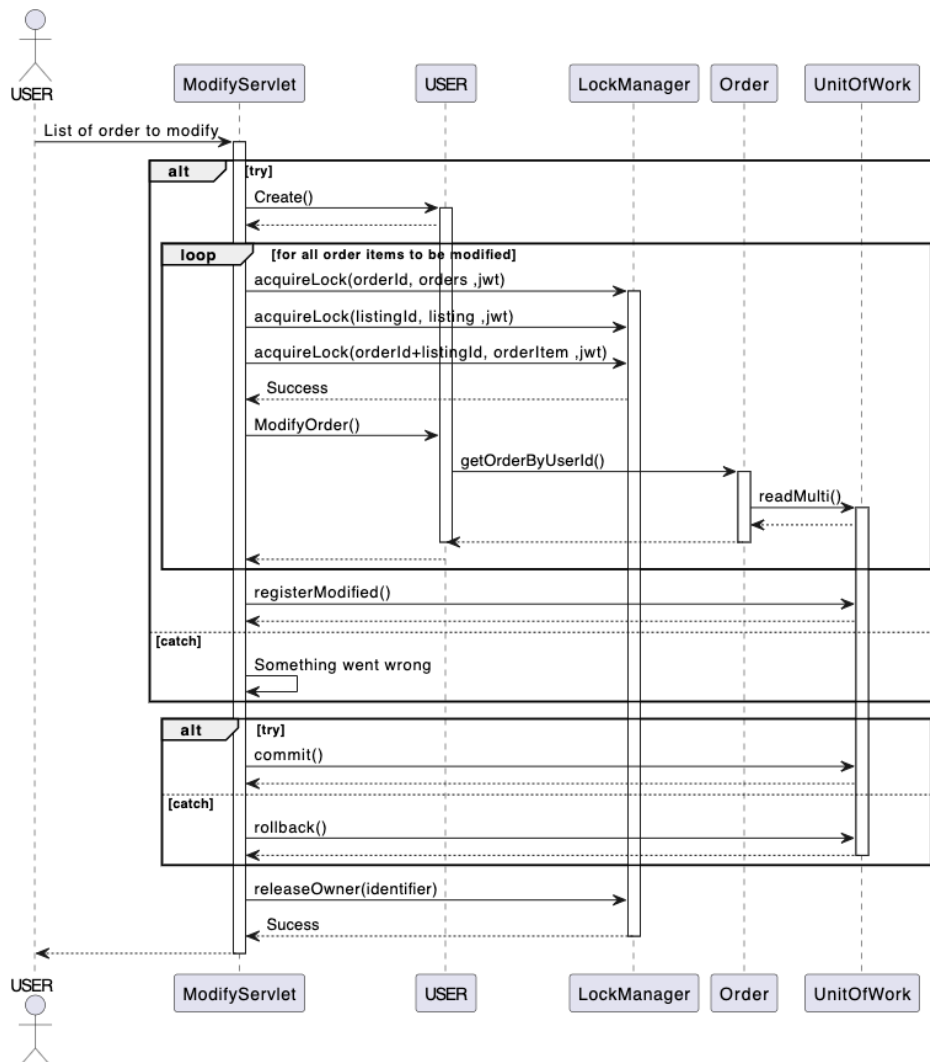 USER
ModifyServlet
USER
LockManager
Order
UnitOfWork
List of order to modify
alt
[try]
Create()
loop
[for all order items to be modified]
acquireLock(orderId, orders ,jwt)
acquireLock(listingId, listing ,jwt)
acquireLock(orderId+listingId, orderItem ,jwt)
Success
ModifyOrder()
getOrderByUserId()
readMulti()
registerModified()
[catch]
Something went wrong
alt
[try]
commit()
[catch]
rollback()
releaseOwner(identifier)
Sucess
USER
ModifyServlet
USER
LockManager
Order
UnitOfWork